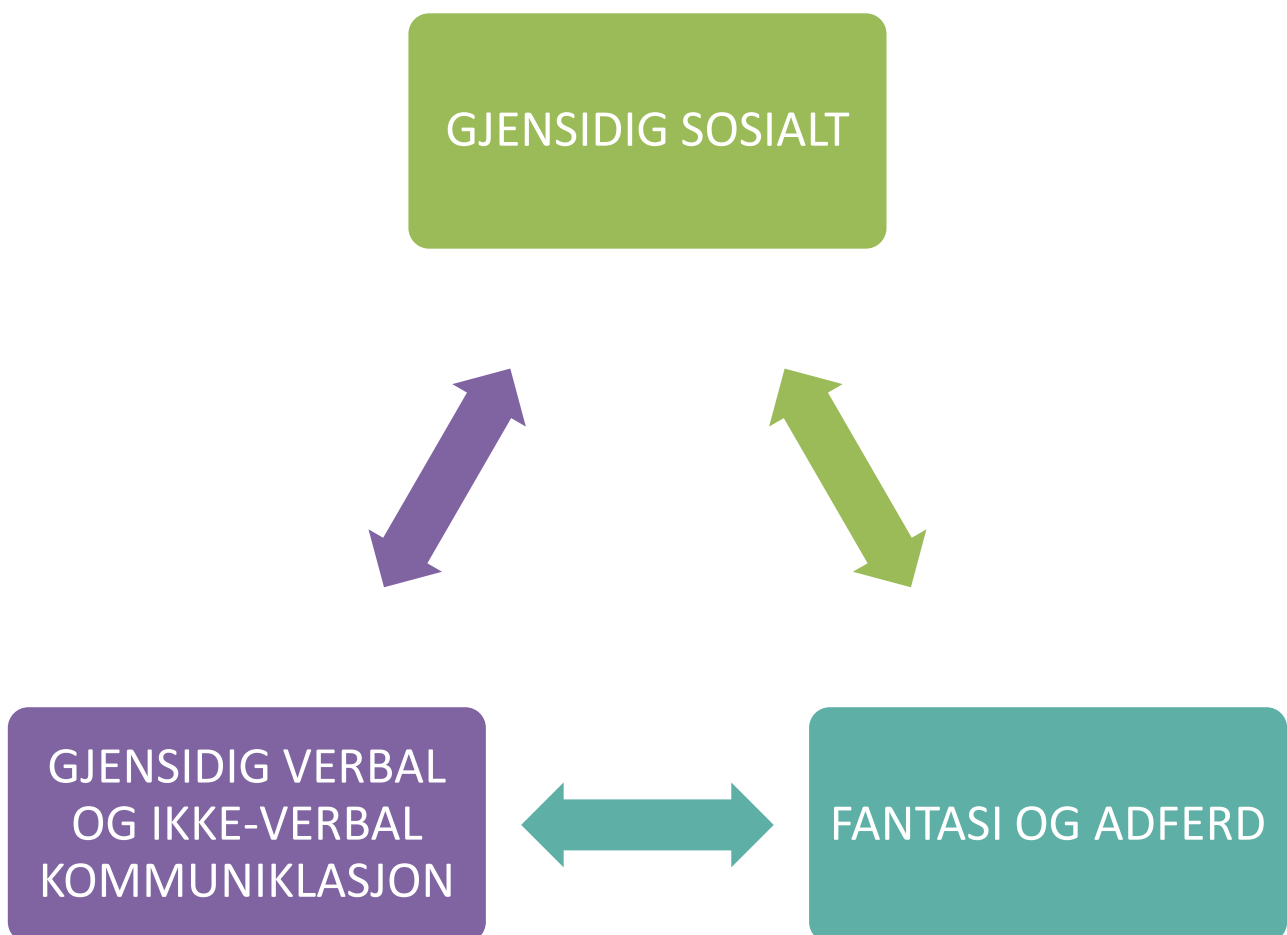 GJENSIDIG SOSIALT
GJENSIDIG VERBAL
OG IKKE-VERBAL
KOMMUNIKLASJON
FANTASI OG ADFERD